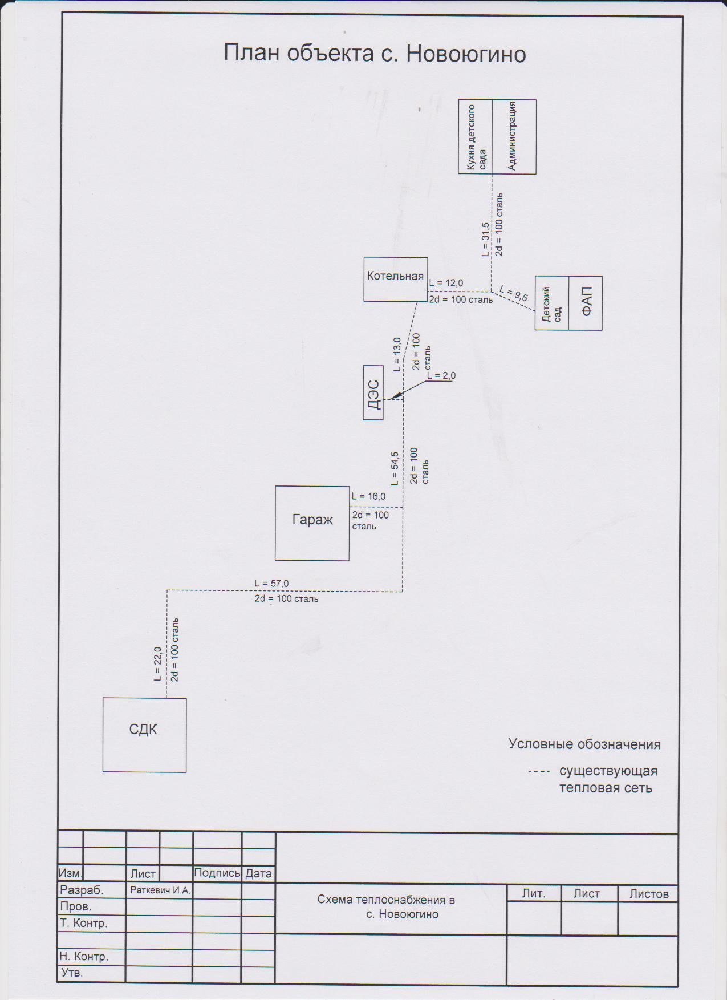 План объекта с. Новоюгино
Кухня детского
сада
Администрация
L = 31,5
2d = 100 сталь
Котельная
L = 12,0
2d = 100 сталь
L = 9,5
Детский
сад
ФАП
L = 13,0
2d = 100
сталь
L = 2,0
ДЭС
L = 54,5
2d = 100
сталь
Гараж
L = 16,0
2d = 100
сталь
L = 57,0
2d = 100 сталь
L = 22,0
2d = 100 сталь
СДК
Условные обозначения
---- существующая
тепловая сеть
Изм. Лист Подпись Дата
Разраб. Раткевич И.А.
Пров.
Т. Контр.
Н. Контр.
Утв.
Схема теплоснабжения в
с. Новоюгино
Лит. Лист Листов